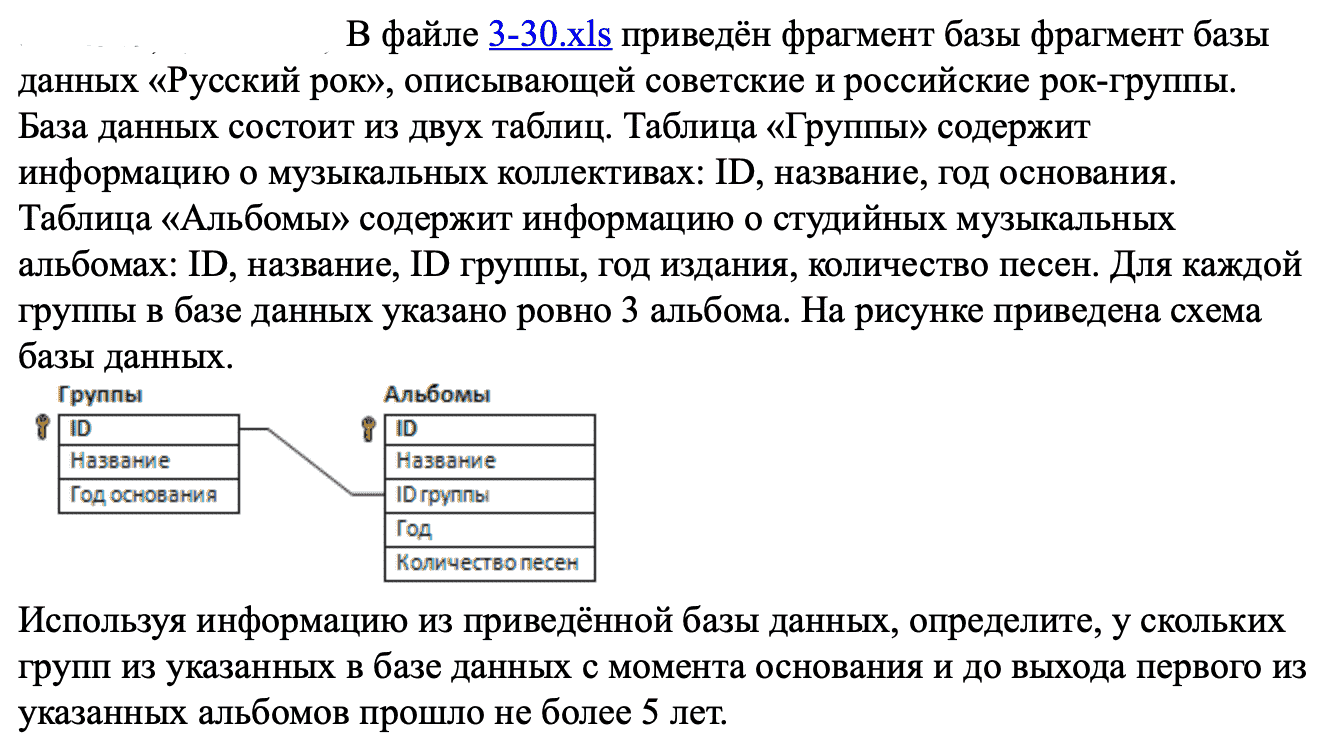 В файле 3-30.xls приведён фрагмент базы фрагмент базы
данных «Русский рок», описывающей советские и российские рок-группы.
База данных состоит из двух таблиц. Таблица «Группы» содержит
информацию о музыкальных коллективах: ID, название, год основания.
Таблица «Альбомы» содержит информацию о студийных музыкальных
альбомах: ID, название, ID группы, год издания, количество песен. Для каждой
группы в базе данных указано ровно 3 альбома. На рисунке приведена схема
базы данных.
Группы
ID
Название
Год основания
Альбомы
ID
Название
ID группы
Год
Количество песен
Используя информацию из приведённой базы данных, определите, у скольких
групп из указанных в базе данных с момента основания и до выхода первого из
указанных альбомов прошло не более 5 лет.